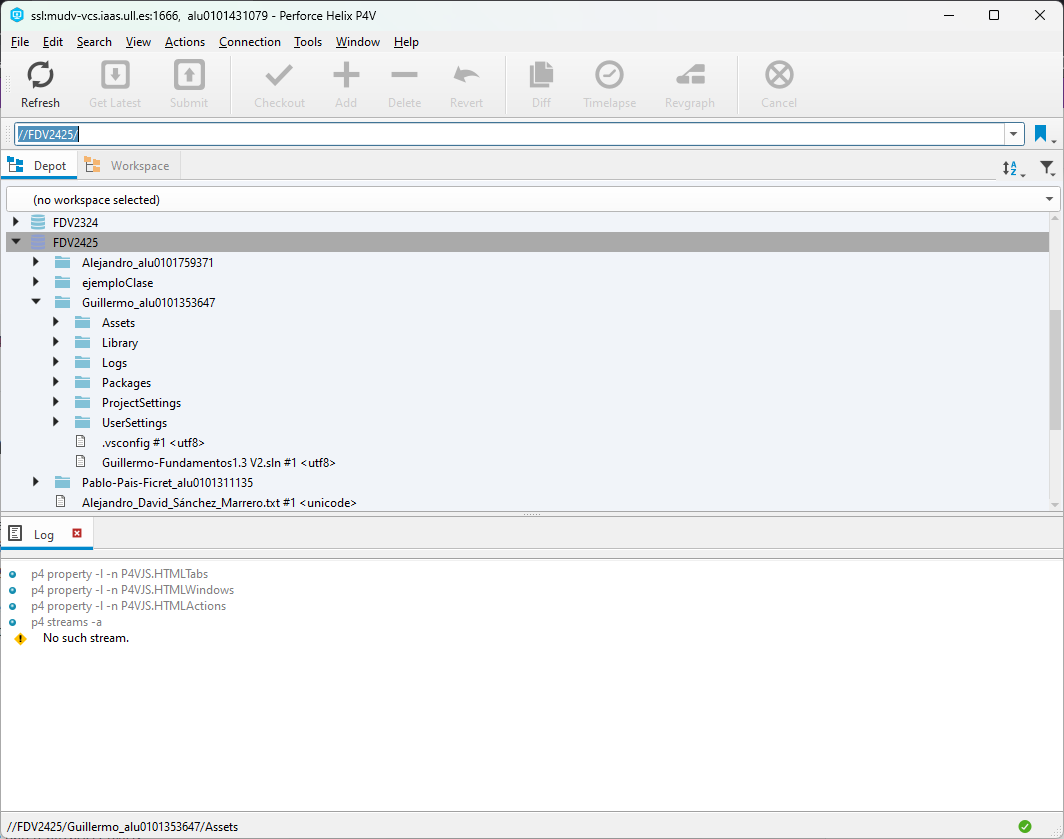 ssl:mudv-vcs.iaas.ull.es:1666, alu0101431079 - Perforce Helix P4V
File Edit Search View Actions Connection Tools Window Help
Refresh Get Latest Submit Checkout Add Delete Revert Diff Timelapse Revgraph Cancel
//FDV2425/
Depot Workspace
(no workspace selected)
FDV2324
FDV2425
Alejandro_alu0101759371
ejemploClase
Guillermo_alu0101353647
Assets
Library
Logs
Packages
ProjectSettings
UserSettings
.vsconfig #1 <utf8>
Guillermo-Fundamentos1.3 V2.sln #1 <utf8>
Pablo-Pais-Ficret_alu0101311135
Alejandro_David_Sánchez_Marrero.txt #1 <unicode>
Log
p4 property -l -n P4VJS.HTMLTabs
p4 property -l -n P4VJS.HTMLWindows
p4 property -l -n P4VJS.HTMLActions
p4 streams -a
No such stream.
//FDV2425/Guillermo_alu0101353647/Assets